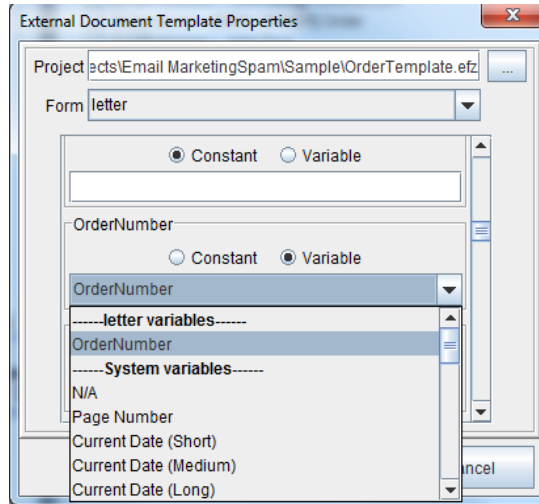 External Document Template Properties
x
Project ects\Email MarketingSpam\Sample\OrderTemplate.efz ...
Form letter
Constant Variable
OrderNumber
Constant Variable
OrderNumber
------letter variables------
OrderNumber
------System variables------
N/A
Page Number
Current Date (Short)
Current Date (Medium)
Current Date (Long)
ncel